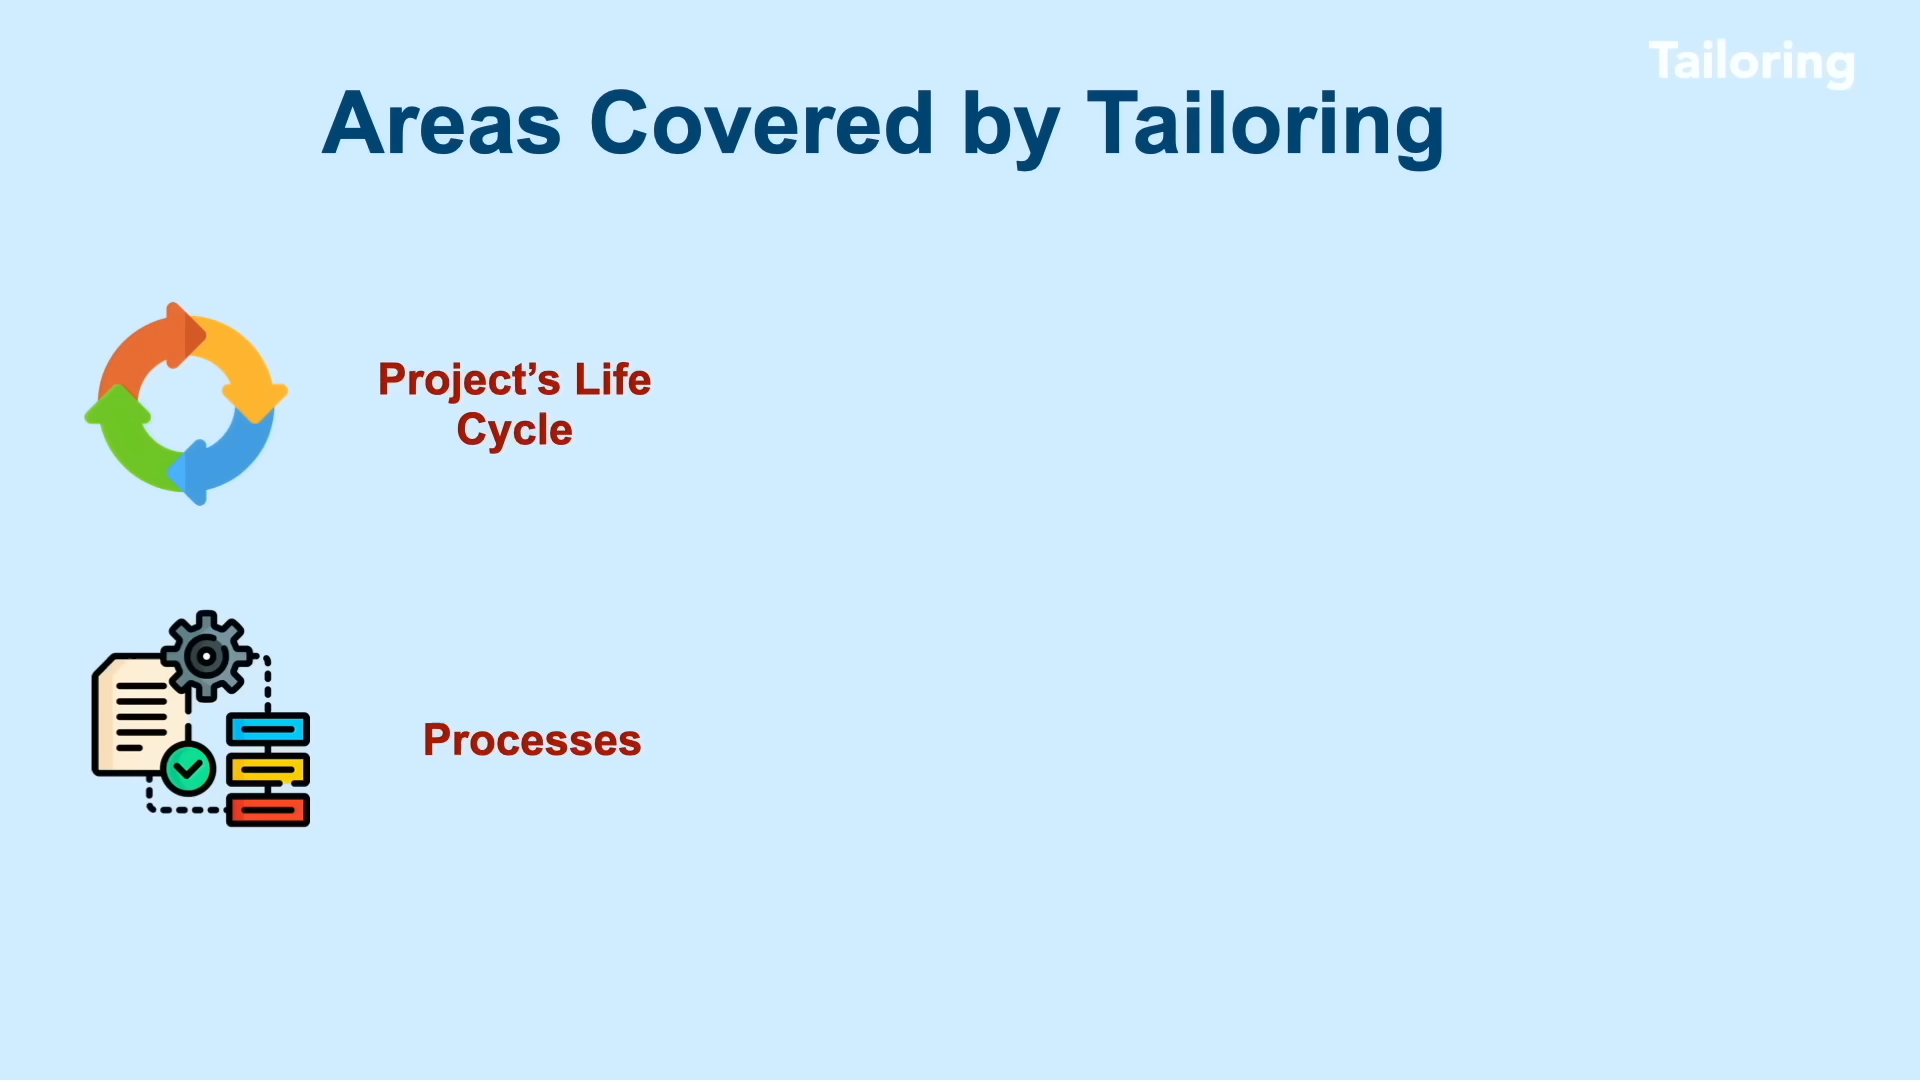 Tailoring
Areas Covered by Tailoring
Project’s Life
Cycle
Processes